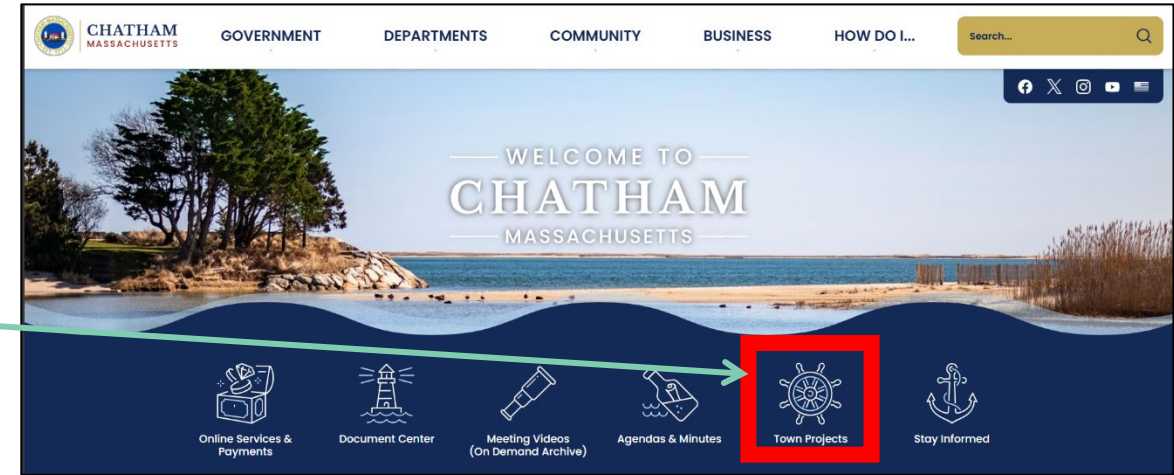 CHATHAM
MASSACHUSETTS
GOVERNMENT
DEPARTMENTS
COMMUNITY
BUSINESS
HOW DO I...
Search...
WELCOME TO
CHATHAM
MASSACHUSETTS
Online Services &
Payments
Document Center
Meeting Videos
(On Demand Archive)
Agendas & Minutes
Town Projects
Stay Informed